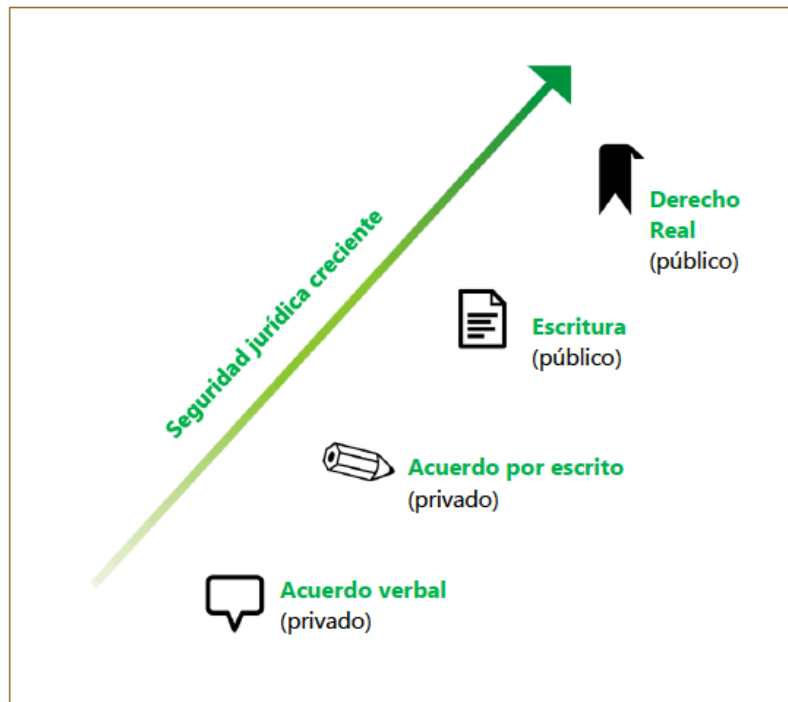 Derecho
Real
(público)
Seguridad jurídica creciente
Escritura
(público)
Acuerdo por escrito
(privado)
Acuerdo verbal
(privado)